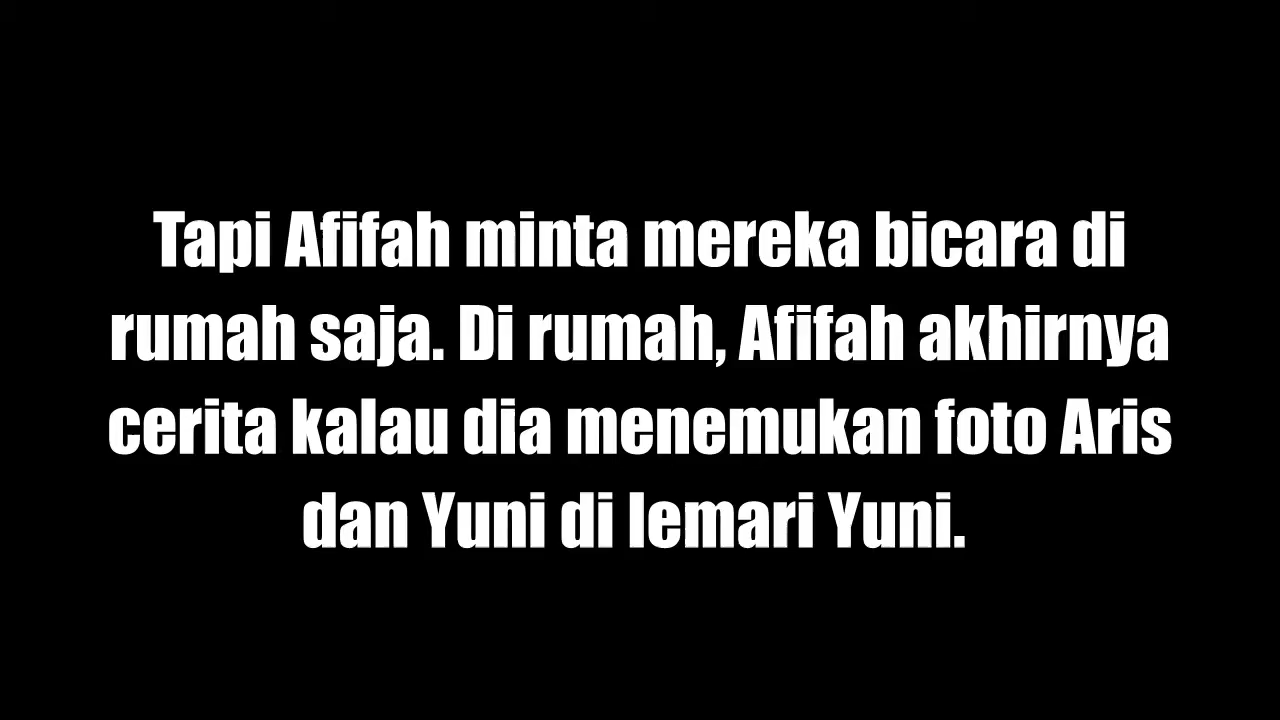 Tapi Afifah minta mereka bicara di
rumah saja. Di rumah, Afifah akhirnya
cerita kalau dia menemukan foto Aris
dan Yuni di lemari Yuni.